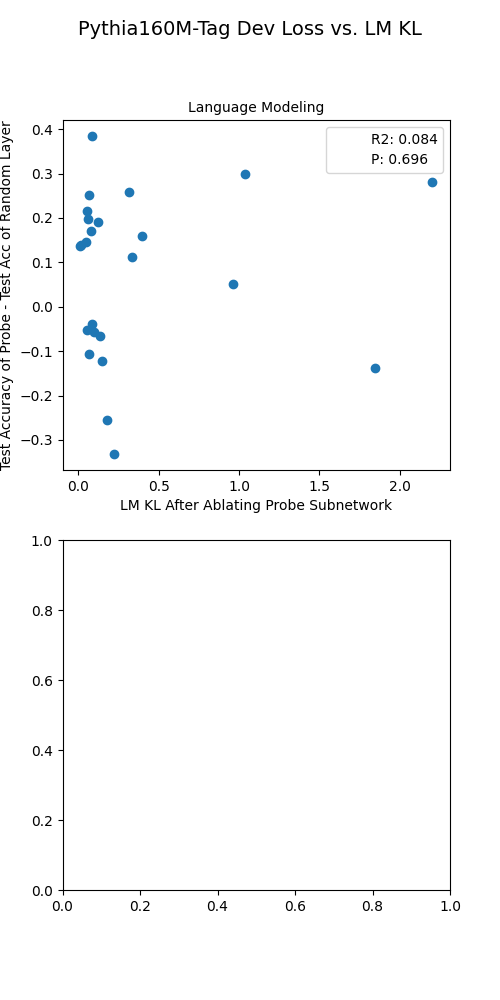 Pythia160M-Tag Dev Loss vs. LM KL
Language Modeling
R2: 0.084
P: 0.696
Test Accuracy of Probe - Test Acc of Random Layer
0.4
0.3
0.2
0.1
0.0
−0.1
−0.2
−0.3
0.0 0.5 1.0 1.5 2.0
LM KL After Ablating Probe Subnetwork
1.0
0.8
0.6
0.4
0.2
0.0
0.0 0.2 0.4 0.6 0.8 1.0